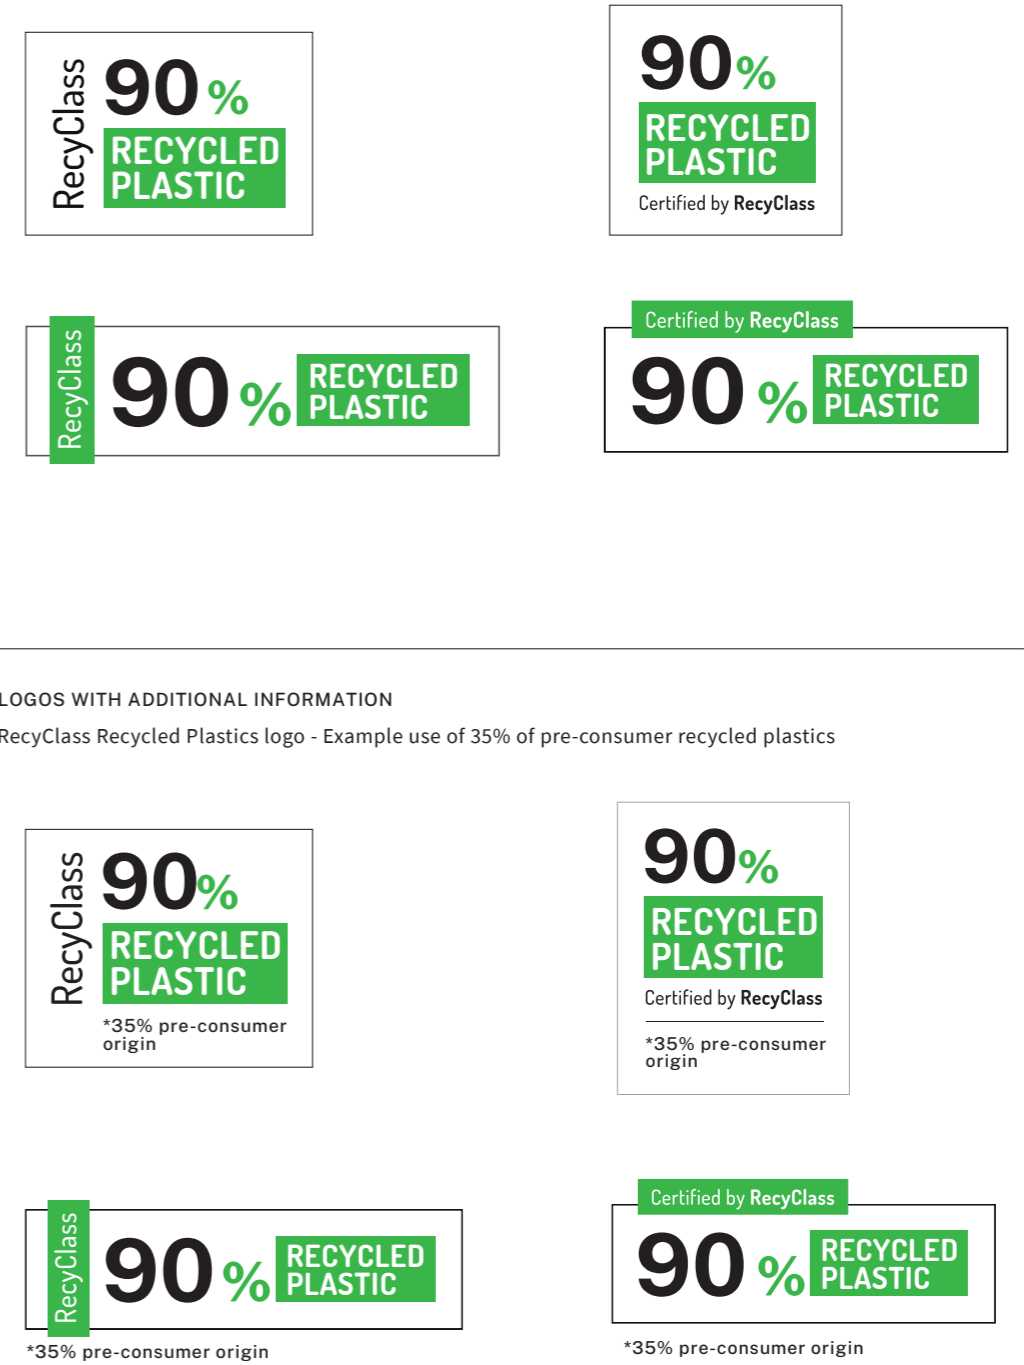 RecyClass
90%
RECYCLED
PLASTIC
90%
RECYCLED
PLASTIC
Certified by RecyClass
RecyClass
90%
RECYCLED
PLASTIC
Certified by RecyClass
90%
RECYCLED
PLASTIC
LOGOS WITH ADDITIONAL INFORMATION
RecyClass Recycled Plastics logo - Example use of 35% of pre-consumer recycled plastics
RecyClass
90%
RECYCLED
PLASTIC
*35% pre-consumer
origin
90%
RECYCLED
PLASTIC
Certified by RecyClass
*35% pre-consumer
origin
RecyClass
90%
RECYCLED
PLASTIC
*35% pre-consumer origin
Certified by RecyClass
90%
RECYCLED
PLASTIC
*35% pre-consumer origin